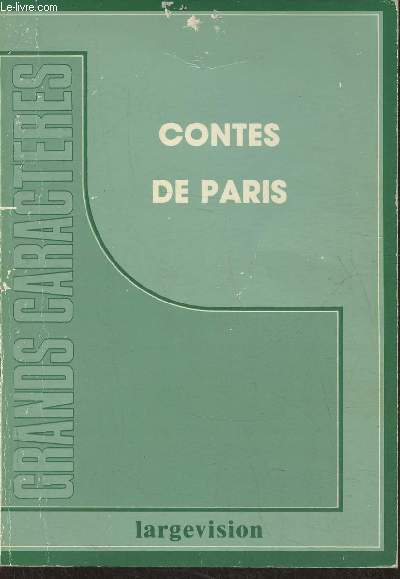 Le-livre.com
CONTES
DE PARIS
GRANDS CARACTERES
largevision